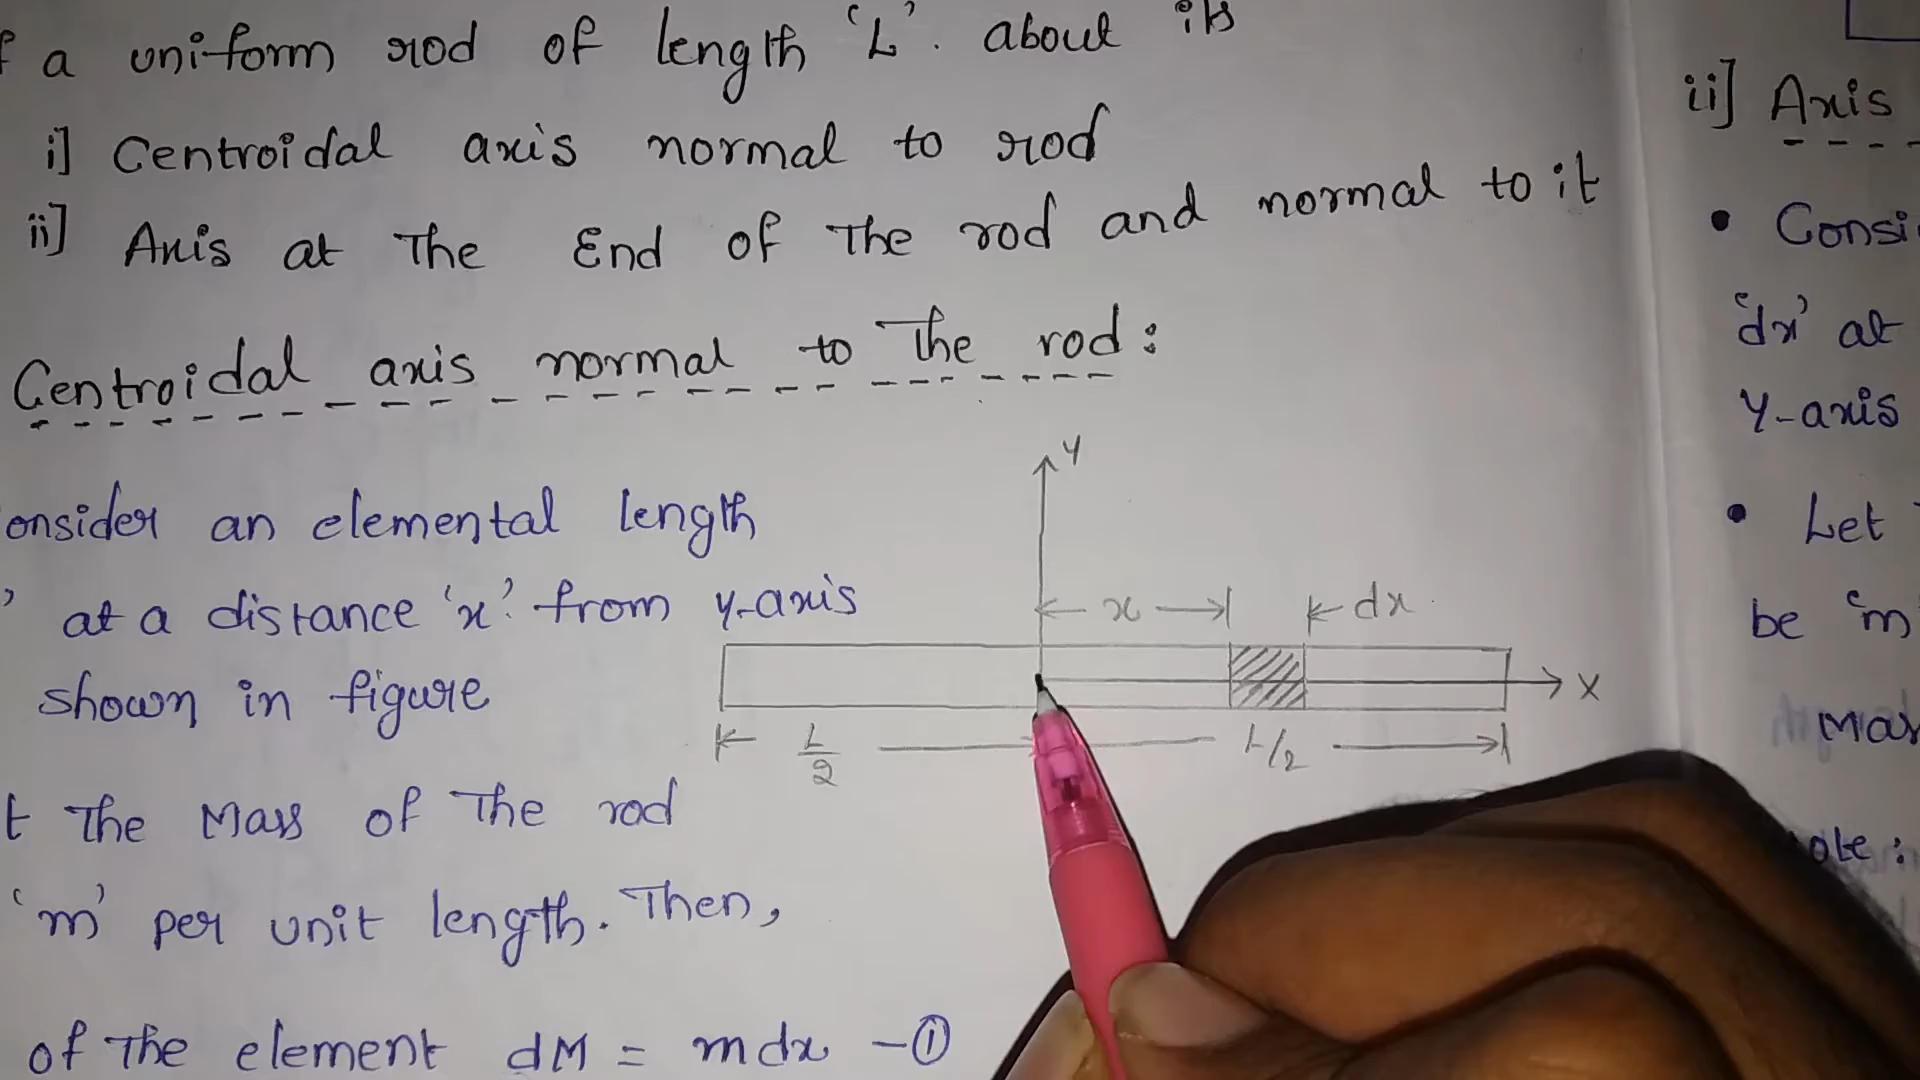 a uniform rod of length 'L'. about its
i] Centroidal axis normal to rod
ii] Axis at The End of The rod and normal to it
Centroidal axis normal to The rod:
onsider an elemental length
' at a distance 'x'. from y-axis
shown in figure
t The Mass of The rod
'm' per unit length. Then,
of The element dM = mdx - ①
Y
x
dx
X
L/2
L/2
ii] Axis
• Consi
'dx' at
Y-axis
• Let
be 'm
Mas
ote: